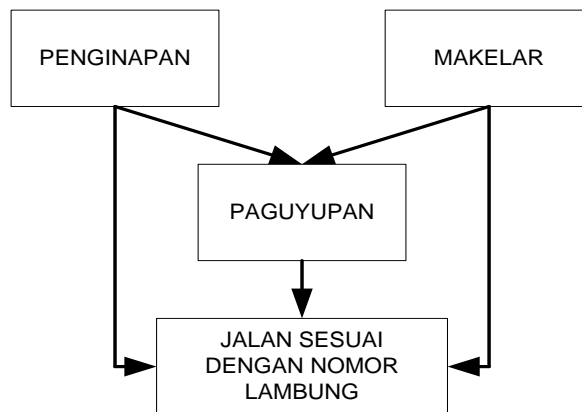 PENGINAPAN
MAKELAR
PAGUYUPAN
JALAN SESUAI
DENGAN NOMOR
LAMBUNG